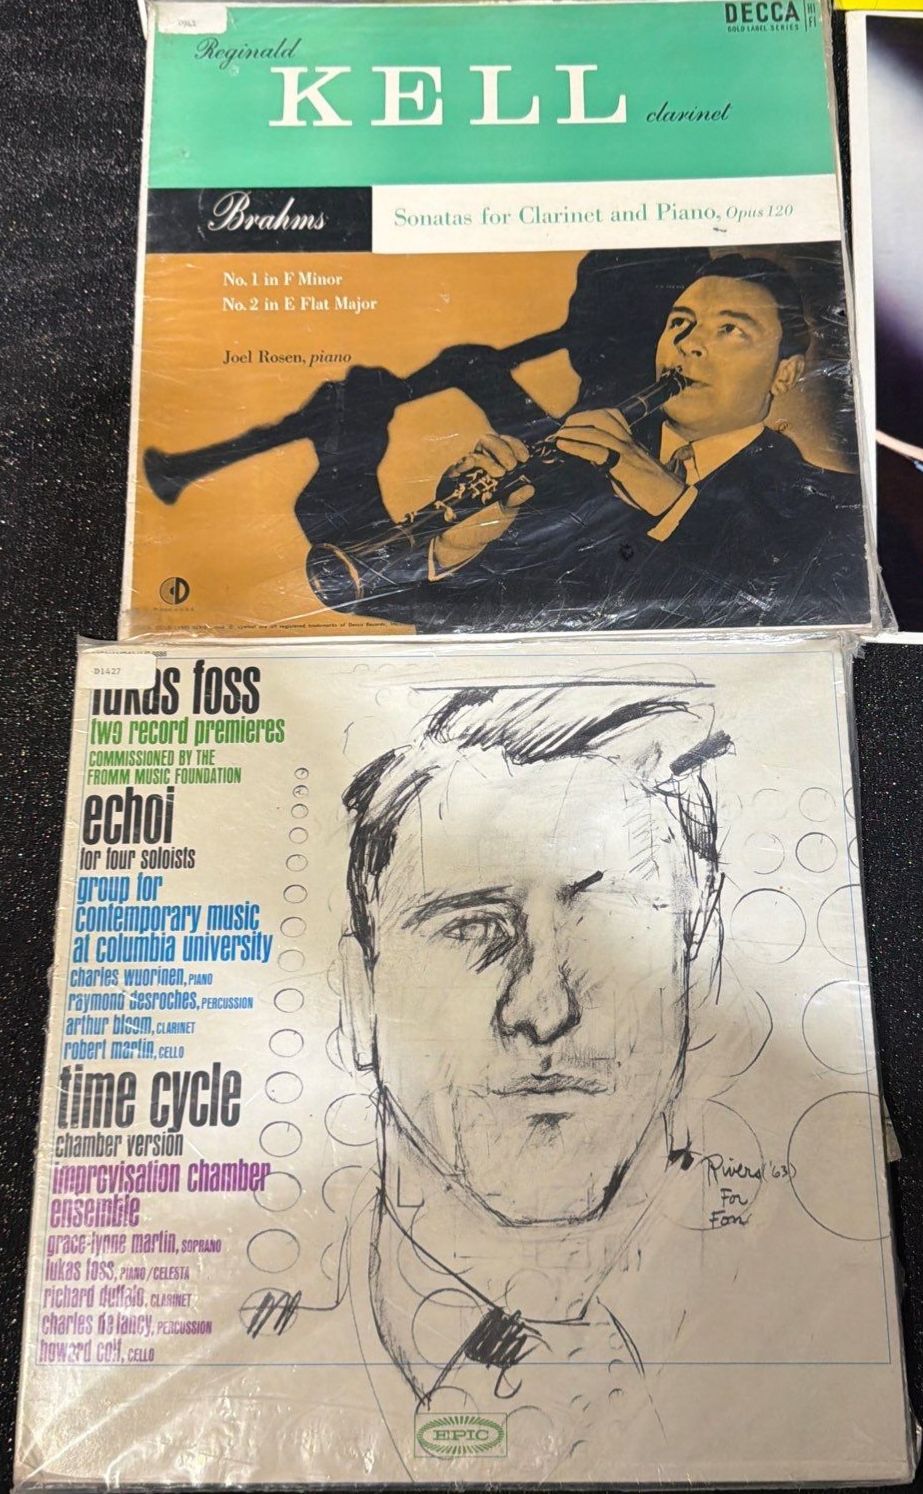 DECCA
GOLD LABEL SERIES
HI
FI
Reginald
KELL clarinet
Brahms
Sonatas for Clarinet and Piano, Opus 120
No. 1 in F Minor
No. 2 in E Flat Major
Joel Rosen, piano
D1427
lukas foss
two record premieres
COMMISSIONED BY THE
FROMM MUSIC FOUNDATION
echoi
for four soloists
group for
contemporary music
at columbia university
charles wuorinen, PIANO
raymond desroches, PERCUSSION
arthur bloom, CLARINET
robert martin, CELLO
time cycle
chamber version
improvisation chamber
ensemble
grace-lynne martin, SOPRANO
lukas foss, PIANO/CELESTA
richard dufallo, CLARINET
charles delancy, PERCUSSION
howard colf, CELLO
Rivers ('63)
For
Foss
EPIC